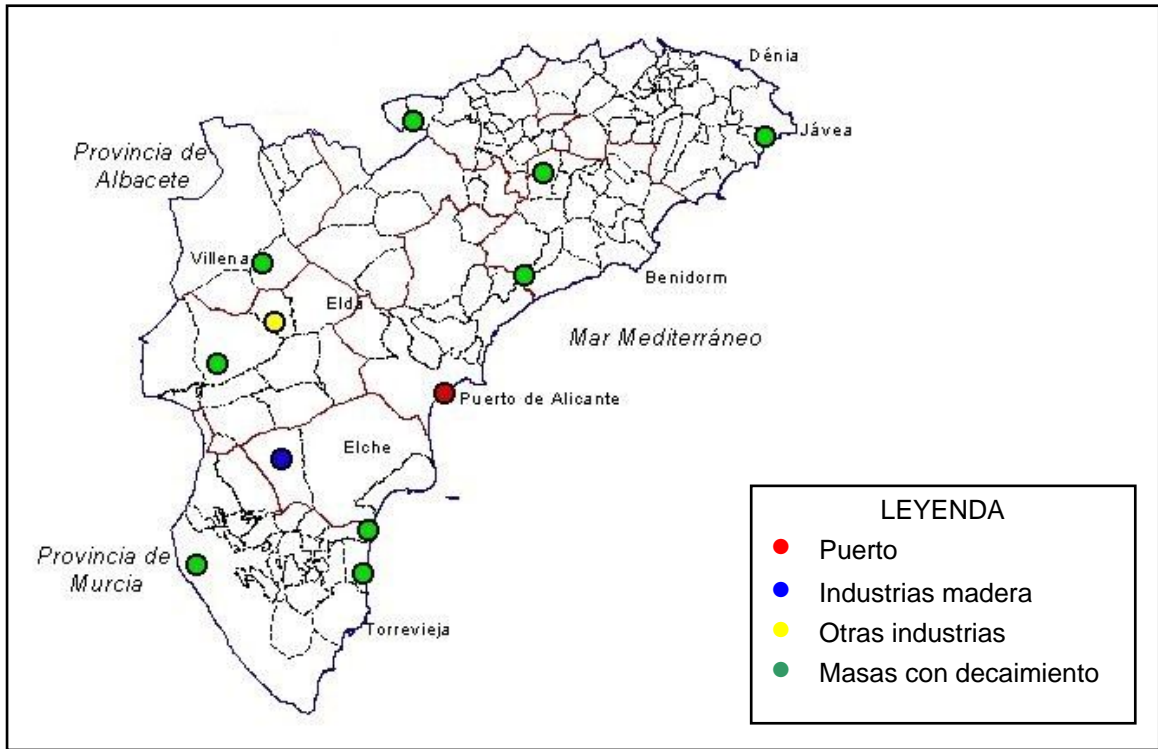 Dénia
Jávea
Provincia de
Albacete
Villena
Benidorm
Elda
Mar Mediterráneo
Puerto de Alicante
Elche
Provincia de
Murcia
Torrevieja
LEYENDA
Puerto
Industrias madera
Otras industrias
Masas con decaimiento